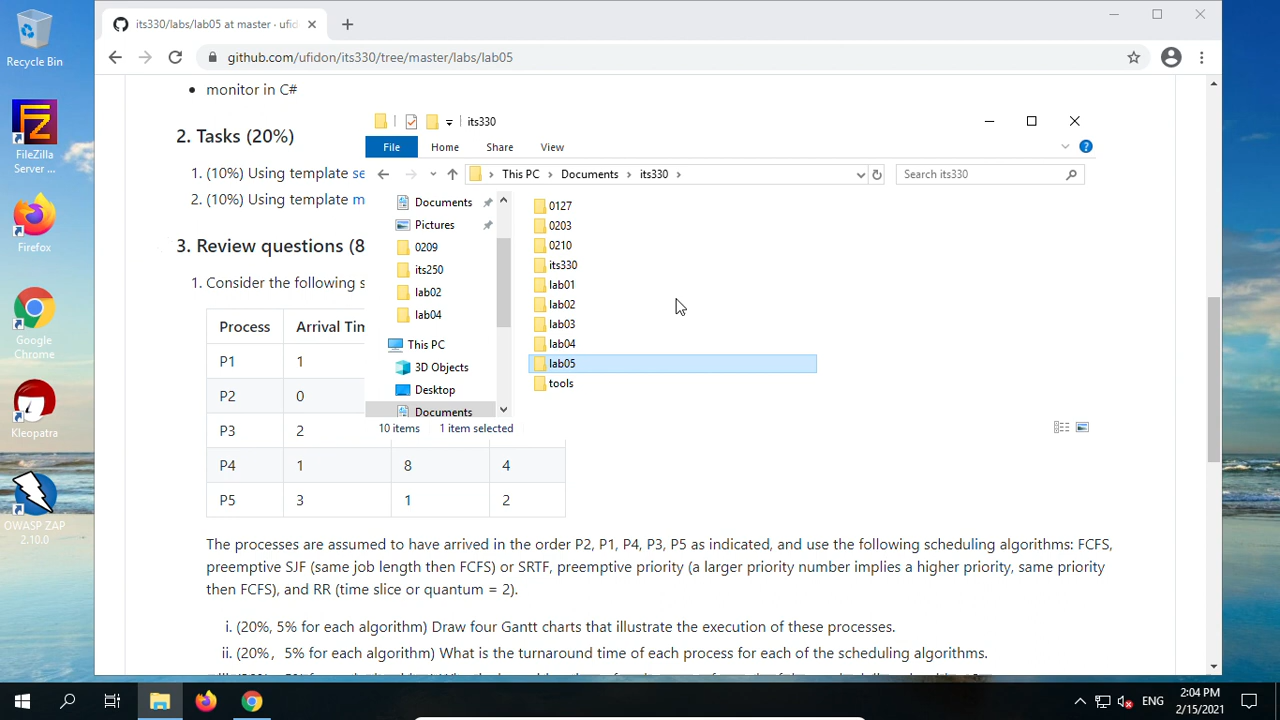 Recycle Bin
FileZilla
Server ...
Firefox
Google
Chrome
Kleopatra
OWASP ZAP
2.10.0
its330/labs/lab05 at master · ufid
github.com/ufidon/its330/tree/master/labs/lab05
monitor in C#
2. Tasks (20%)
1. (10%) Using template se
2. (10%) Using template m
3. Review questions (8
1. Consider the following s
Process Arrival Tin
P1 1
P2 0
P3 2
P4 1 8 4
P5 3 1 2
The processes are assumed to have arrived in the order P2, P1, P4, P3, P5 as indicated, and use the following scheduling algorithms: FCFS,
preemptive SJF (same job length then FCFS) or SRTF, preemptive priority (a larger priority number implies a higher priority, same priority
then FCFS), and RR (time slice or quantum = 2).
i. (20%, 5% for each algorithm) Draw four Gantt charts that illustrate the execution of these processes.
ii. (20%, 5% for each algorithm) What is the turnaround time of each process for each of the scheduling algorithms.
its330
File Home Share View
This PC > Documents > its330 >
Search its330
Documents
Pictures
0209
its250
lab02
lab04
This PC
3D Objects
Desktop
Documents
0127
0203
0210
its330
lab01
lab02
lab03
lab04
lab05
tools
10 items 1 item selected
ENG
2:04 PM
2/15/2021